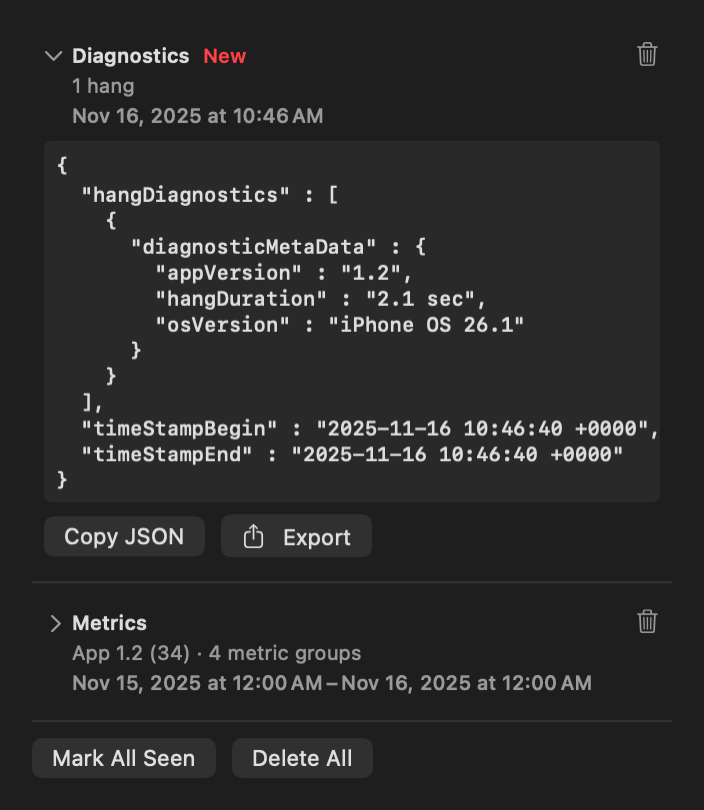 Diagnostics New
1 hang
Nov 16, 2025 at 10:46 AM
{
  "hangDiagnostics" : [
    {
      "diagnosticMetaData" : {
        "appVersion" : "1.2",
        "hangDuration" : "2.1 sec",
        "osVersion" : "iPhone OS 26.1"
      }
    }
  ],
  "timeStampBegin" : "2025-11-16 10:46:40 +0000",
  "timeStampEnd" : "2025-11-16 10:46:40 +0000"
}
Copy JSON Export
Metrics
App 1.2 (34) · 4 metric groups
Nov 15, 2025 at 12:00 AM – Nov 16, 2025 at 12:00 AM
Mark All Seen Delete All